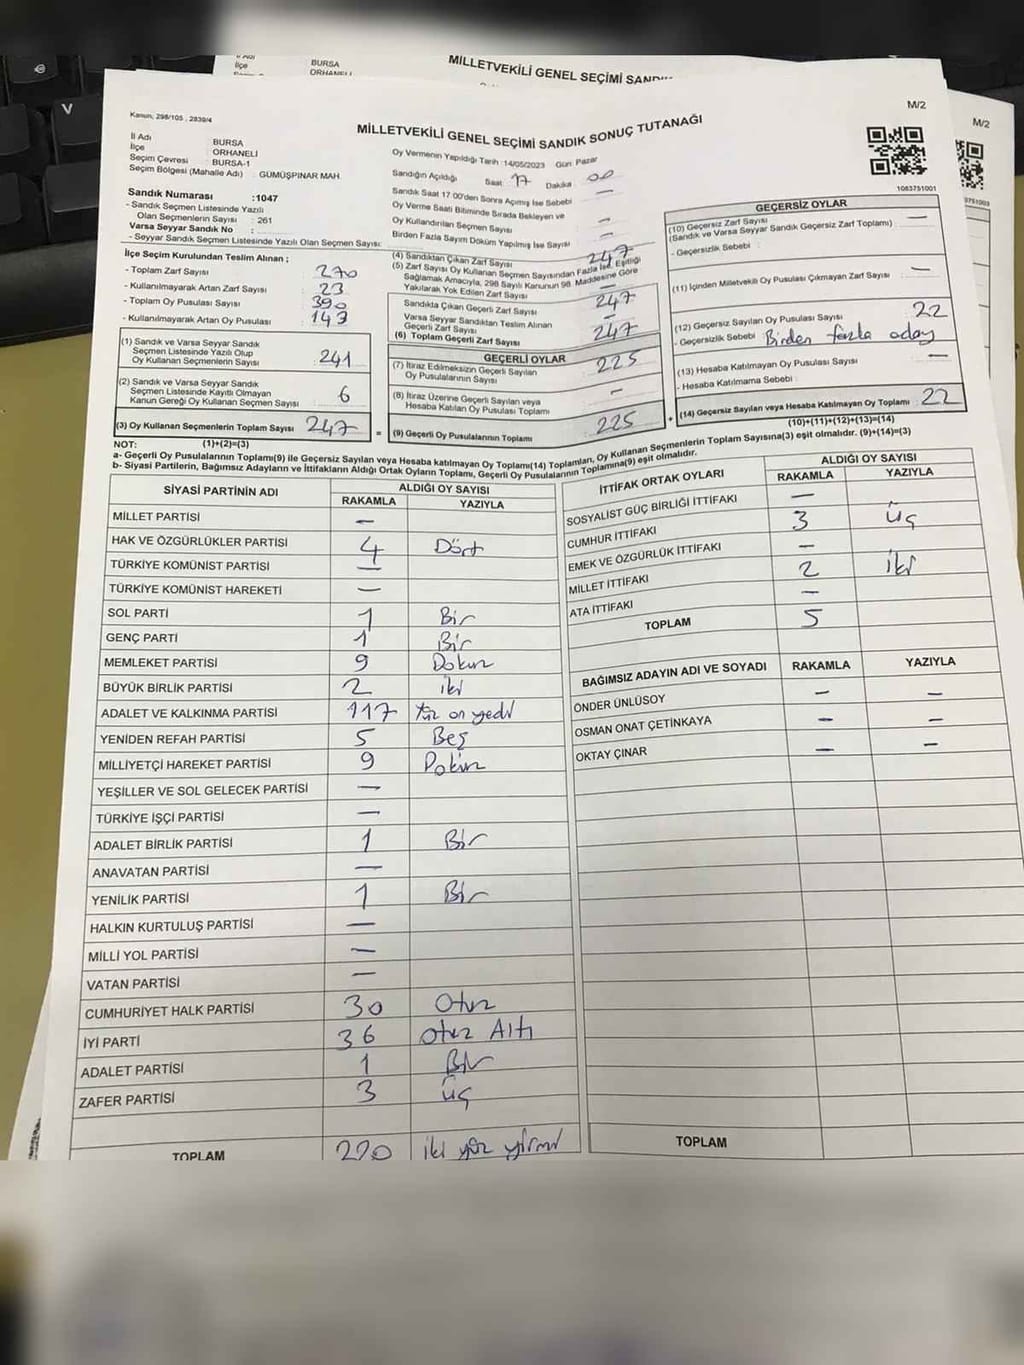 İl Adı
İlçe
BURSA
ORHANELİ
MİLLETVEKİLİ GENEL SEÇİMİ
M/2
Kanun, 298/105 , 2839/4
MİLLETVEKİLİ GENEL SEÇİMİ SANDIK SONUÇ TUTANAĞI
M/2
İl Adı BURSA
İlçe ORHANELİ
Seçim Çevresi BURSA-1
Seçim Bölgesi (Mahalle Adı) : GÜMÜŞPINAR MAH
Sandık Numarası :1047
- Sandık Seçmen Listesinde Yazılı
Olan Seçmenlerin Sayısı : 261
Varsa Seyyar Sandık No :
- Seyyar Sandık Seçmen Listesinde Yazılı Olan Seçmen Sayısı:
Oy Vermenin Yapıldığı Tarih :14/05/2023 Gün: Pazar
Sandığın Açıldığı Saat 17 Dakika 00
Sandık Saat 17.00'den Sonra Açılmış İse Sebebi —
Oy Verme Saati Bitiminde Sırada Bekleyen ve
Oy Kullandırılan Seçmen Sayısı —
Birden Fazla Sayım Döküm Yapılmış İse Sayısı —
1083751001
İlçe Seçim Kurulundan Teslim Alınan ;
- Toplam Zarf Sayısı : 270
- Kullanılmayarak Artan Zarf Sayısı : 23
- Toplam Oy Pusulası Sayısı : 390
- Kullanılmayarak Artan Oy Pusulası : 143
(1) Sandık ve Varsa Seyyar Sandık
Seçmen Listesinde Yazılı Olup
Oy Kullanan Seçmenlerin Sayısı : 241
(2) Sandık ve Varsa Seyyar Sandık
Seçmen Listesinde Kayıtlı Olmayan
Kanun Gereği Oy Kullanan Seçmen Sayısı : 6
(3) Oy Kullanan Seçmenlerin Toplam Sayısı : 247
(4) Sandıktan Çıkan Zarf Sayısı 247
(5) Zarf Sayısı Oy Kullanan Seçmen Sayısından Fazla İse, Eşitliği
Sağlamak Amacıyla, 298 Sayılı Kanunun 98. Maddesine Göre
Yakılarak Yok Edilen Zarf Sayısı —
Sandıkta Çıkan Geçerli Zarf Sayısı 247
Varsa Seyyar Sandıktan Teslim Alınan
Geçerli Zarf Sayısı —
(6) Toplam Geçerli Zarf Sayısı 247
GEÇERLİ OYLAR
(7) İtiraz Edilmeksizin Geçerli Sayılan
Oy Pusulalarının Sayısı 225
(8) İtiraz Üzerine Geçerli Sayılan veya
Hesaba Katılan Oy Pusulası Toplamı —
= (9) Geçerli Oy Pusulalarının Toplamı 225
GEÇERSİZ OYLAR
(10) Geçersiz Zarf Sayısı —
(Sandık ve Varsa Seyyar Sandık Geçersiz Zarf Toplamı)
- Geçersizlik Sebebi :
(11) İçinden Milletvekili Oy Pusulası Çıkmayan Zarf Sayısı —
(12) Geçersiz Sayılan Oy Pusulası Sayısı 22
- Geçersizlik Sebebi Birden fazla aday
(13) Hesaba Katılmayan Oy Pusulası Sayısı —
- Hesaba Katılmama Sebebi :
+ (14) Geçersiz Sayılan veya Hesaba Katılmayan Oy Toplamı 22
NOT: (1)+(2)=(3)
(10)+(11)+(12)+(13)=(14)
a- Geçerli Oy Pusulalarının Toplamı(9) ile Geçersiz Sayılan veya Hesaba katılmayan Oy Toplamı(14) Toplamları, Oy Kullanan Seçmenlerin Toplam Sayısına(3) eşit olmalıdır. (9)+(14)=(3)
b- Siyasi Partilerin, Bağımsız Adayların ve İttifakların Aldığı Ortak Oyların Toplamı, Geçerli Oy Pusulalarının Toplamına(9) eşit olmalıdır.
SİYASİ PARTİNİN ADI
ALDIĞI OY SAYISI
RAKAMLA YAZIYLA
MİLLET PARTİSİ —
HAK VE ÖZGÜRLÜKLER PARTİSİ 4 Dört
TÜRKİYE KOMÜNİST PARTİSİ —
TÜRKİYE KOMÜNİST HAREKETİ —
SOL PARTİ 1 Bir
GENÇ PARTİ 1 Bir
MEMLEKET PARTİSİ 9 Dokuz
BÜYÜK BİRLİK PARTİSİ 2 iki
ADALET VE KALKINMA PARTİSİ 117 Yüz on yedi
YENİDEN REFAH PARTİSİ 5 Beş
MİLLİYETÇİ HAREKET PARTİSİ 9 Dokuz
YEŞİLLER VE SOL GELECEK PARTİSİ —
TÜRKİYE İŞÇİ PARTİSİ —
ADALET BİRLİK PARTİSİ 1 Bir
ANAVATAN PARTİSİ —
YENİLİK PARTİSİ 1 Bir
HALKIN KURTULUŞ PARTİSİ —
MİLLİ YOL PARTİSİ —
VATAN PARTİSİ —
CUMHURİYET HALK PARTİSİ 30 Otuz
İYİ PARTİ 36 Otuz Altı
ADALET PARTİSİ 1 Bir
ZAFER PARTİSİ 3 Üç
TOPLAM 220 iki yüz yirmi
İTTİFAK ORTAK OYLARI
ALDIĞI OY SAYISI
RAKAMLA YAZIYLA
SOSYALİST GÜÇ BİRLİĞİ İTTİFAKI —
CUMHUR İTTİFAKI 3 Üç
EMEK VE ÖZGÜRLÜK İTTİFAKI —
MİLLET İTTİFAKI 2 iki
ATA İTTİFAKI —
TOPLAM 5
BAĞIMSIZ ADAYIN ADI VE SOYADI RAKAMLA YAZIYLA
ÖNDER ÜNLÜSOY — —
OSMAN ONAT ÇETİNKAYA — —
OKTAY ÇINAR — —
TOPLAM